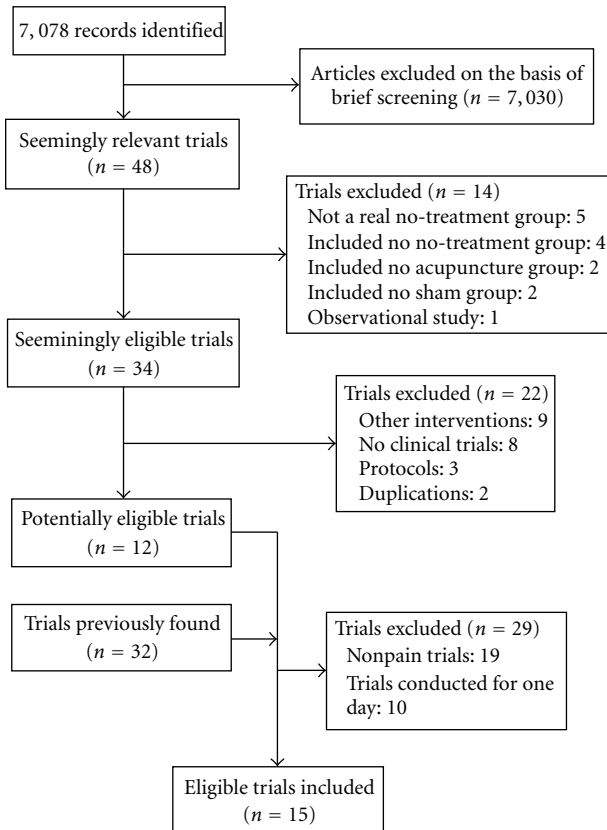 7, 078 records identified
Articles excluded on the basis of
brief screening (n = 7, 030)
Seemingly relevant trials
(n = 48)
Trials excluded (n = 14)
Not a real no-treatment group: 5
Included no no-treatment group: 4
Included no acupuncture group: 2
Included no sham group: 2
Observational study: 1
Seeminingly eligible trials
(n = 34)
Trials excluded (n = 22)
Other interventions: 9
No clinical trials: 8
Protocols: 3
Duplications: 2
Potentially eligible trials
(n = 12)
Trials previously found
(n = 32)
Trials excluded (n = 29)
Nonpain trials: 19
Trials conducted for one
day: 10
Eligible trials included
(n = 15)